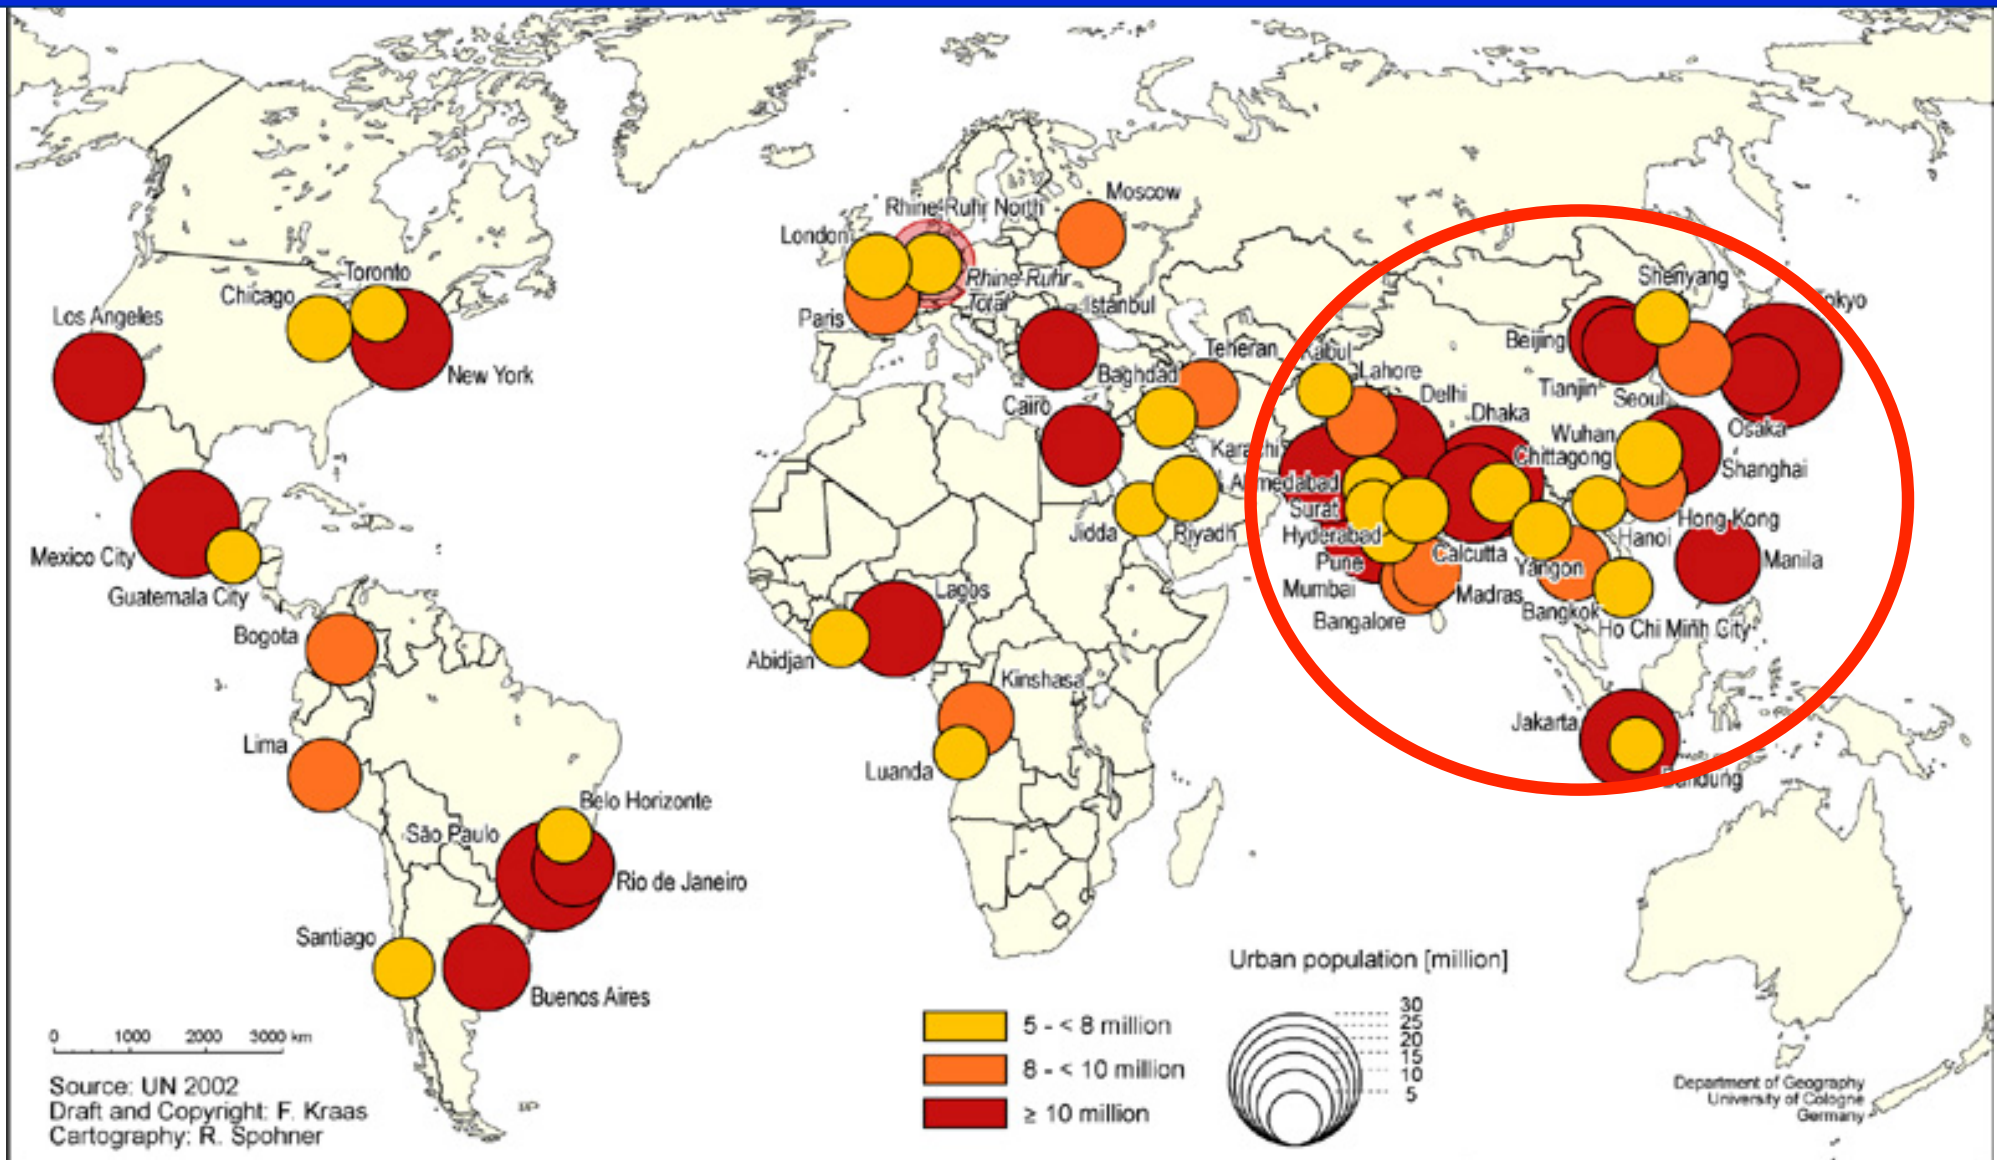 Moscow
Rhine-Ruhr North
London
Rhine-Ruhr
Total
Istanbul
Paris
Toronto
Chicago
Los Angeles
New York
Shenyang
Tokyo
Beijing
Tianjin
Seoul
Osaka
Teheran
Kabul
Baghdad
Lahore
Cairo
Delhi
Dhaka
Wuhan
Karachi
Chittagong
Shanghai
Ahmedabad
Surat
Jidda
Riyadh
Hyderabad
Hong Kong
Hanoi
Calcutta
Pune
Yangon
Manila
Mumbai
Madras
Bangkok
Bangalore
Ho Chi Minh City
Mexico City
Guatemala City
Bogota
Lagos
Abidjan
Kinshasa
Luanda
Jakarta
Bandung
Lima
Belo Horizonte
São Paulo
Rio de Janeiro
Santiago
Buenos Aires
0 1000 2000 3000 km
Source: UN 2002
Draft and Copyright: F. Kraas
Cartography: R. Spohner
5 - < 8 million
8 - < 10 million
≥ 10 million
Urban population [million]
30
25
20
15
10
5
Department of Geography
University of Cologne
Germany